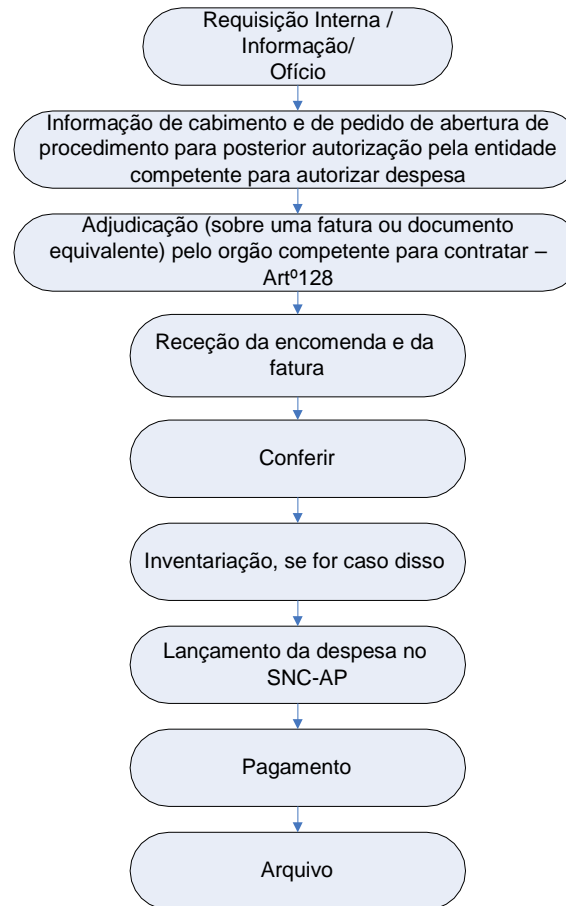 Requisição Interna /
Informação/
Ofício
Informação de cabimento e de pedido de abertura de
procedimento para posterior autorização pela entidade
competente para autorizar despesa
Adjudicação (sobre uma fatura ou documento
equivalente) pelo orgão competente para contratar –
Artº128
Receção da encomenda e da
fatura
Conferir
Inventariação, se for caso disso
Lançamento da despesa no
SNC-AP
Pagamento
Arquivo